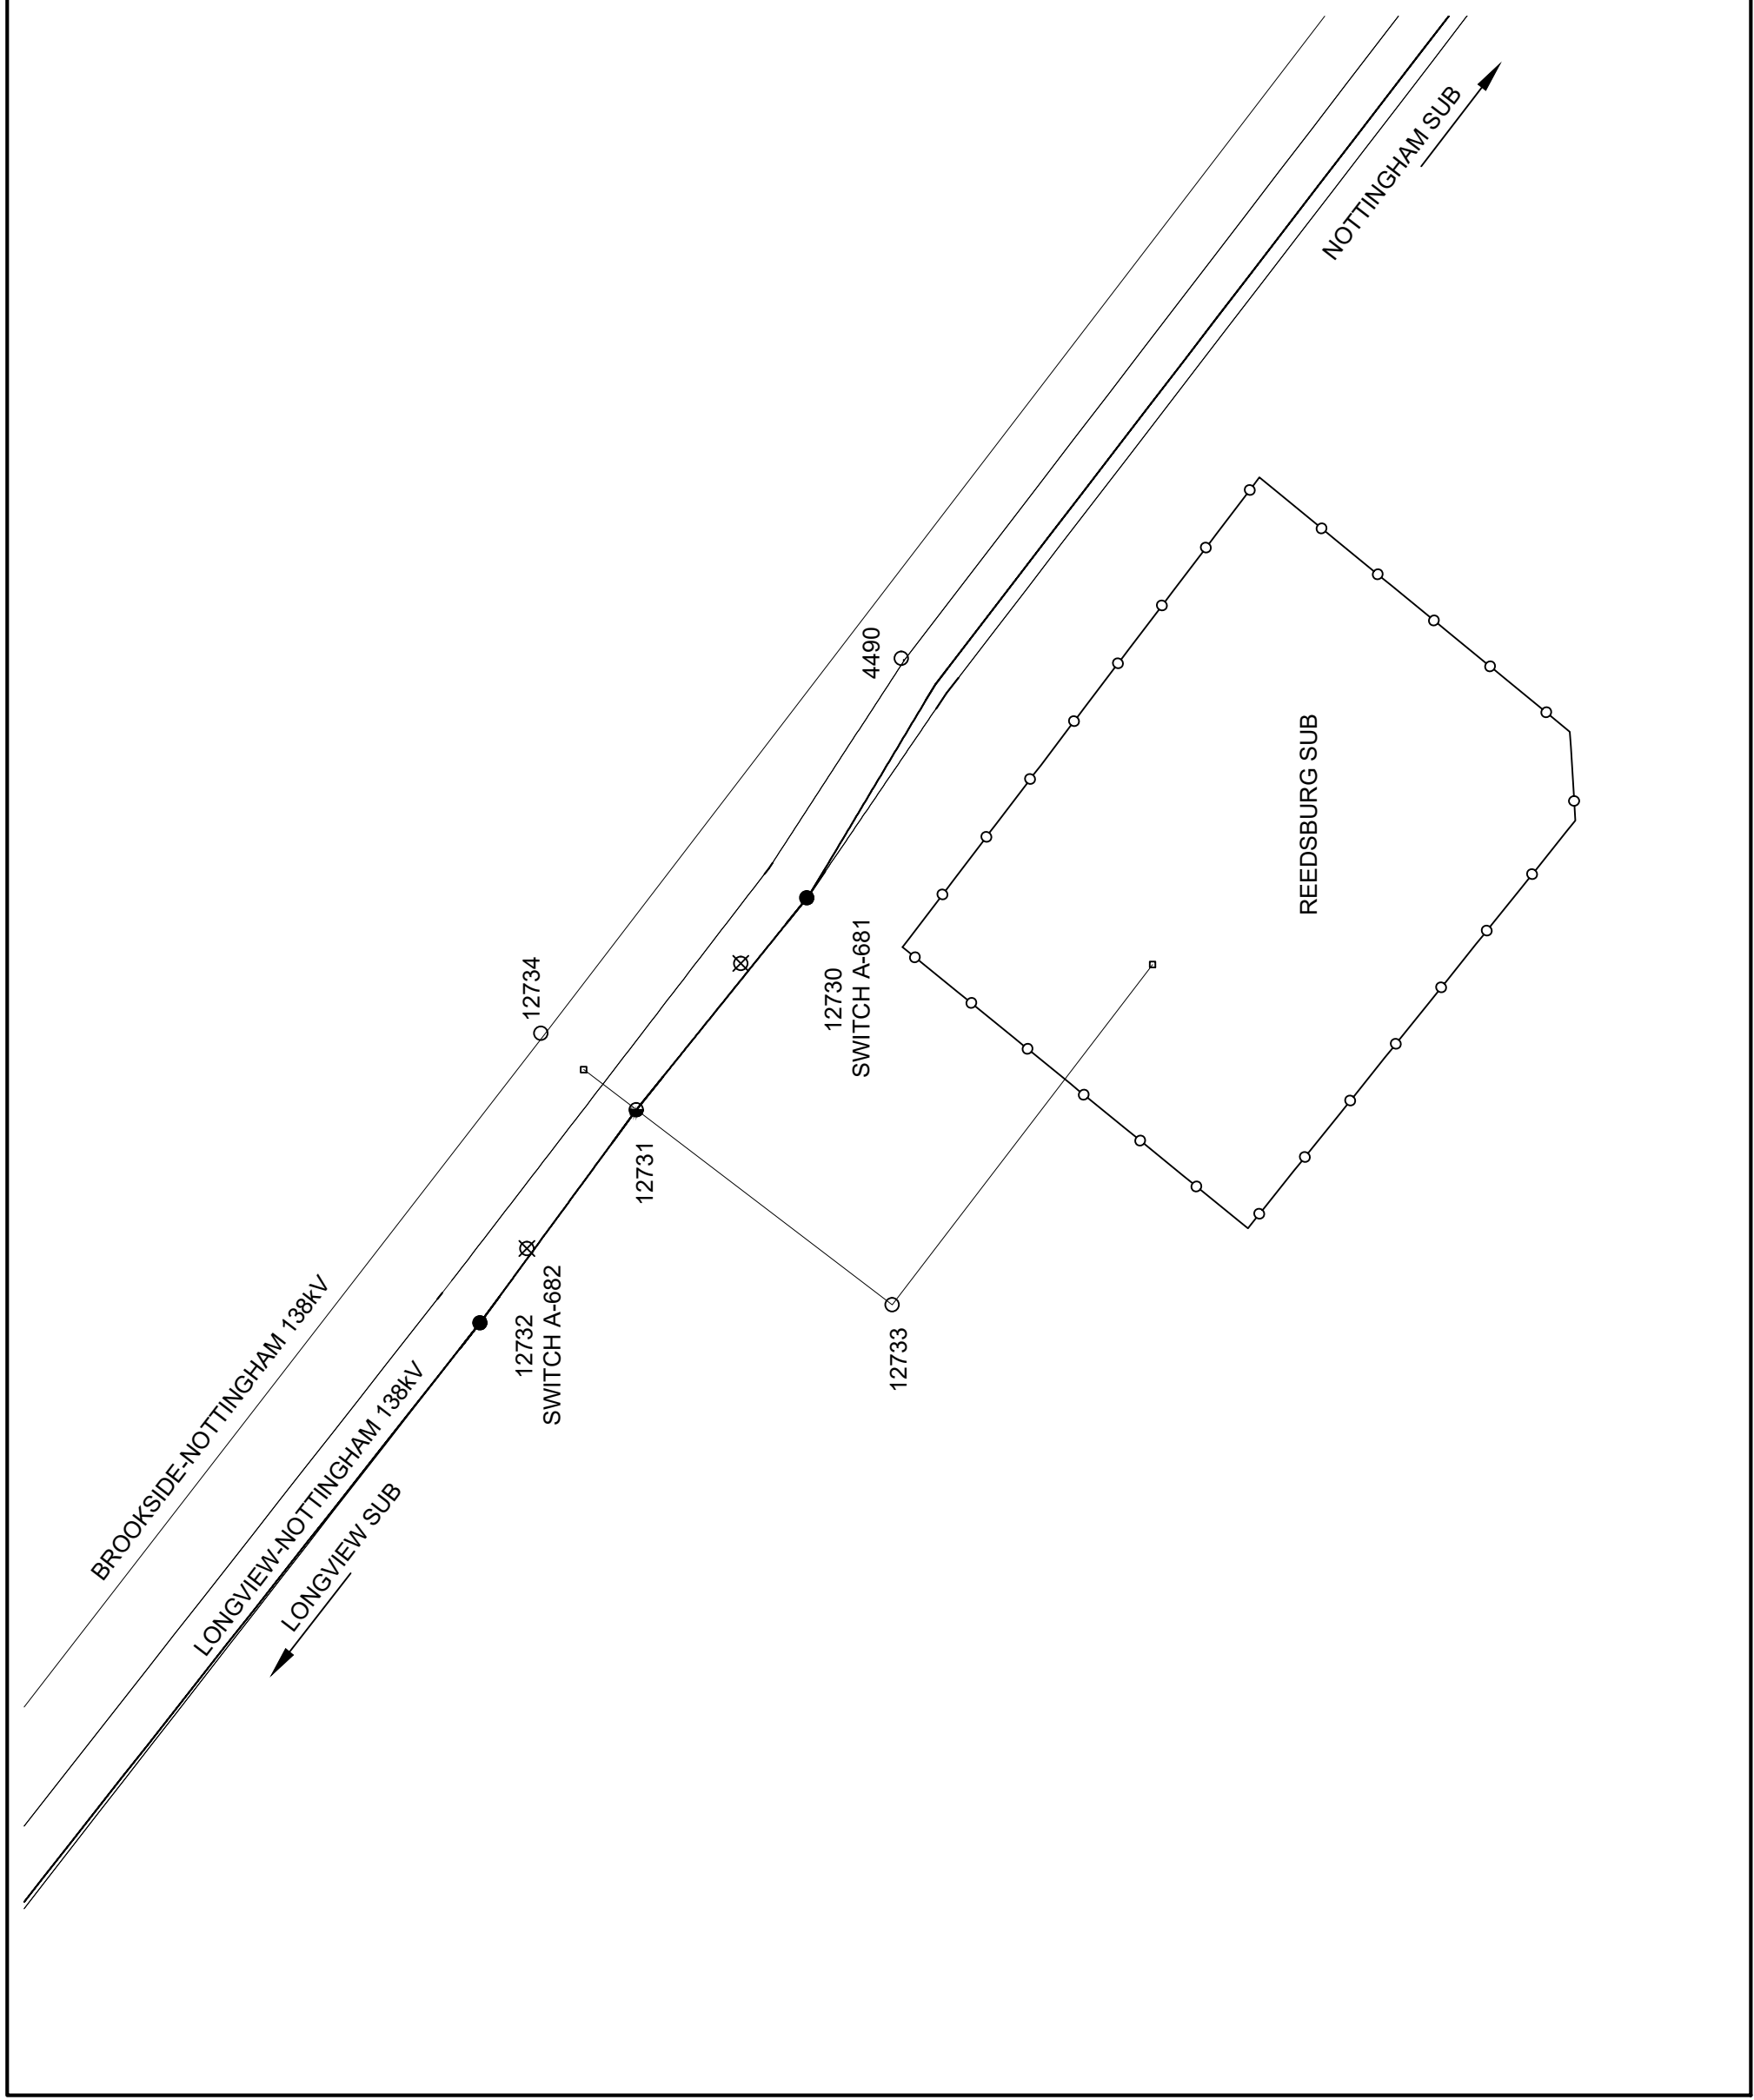 BROOKSIDE-NOTTINGHAM 138kV
LONGVIEW-NOTTINGHAM 138kV
LONGVIEW SUB
12732
SWITCH A-682
12731
12733
12734
12730
SWITCH A-681
4490
REEDSBURG SUB
NOTTINGHAM SUB